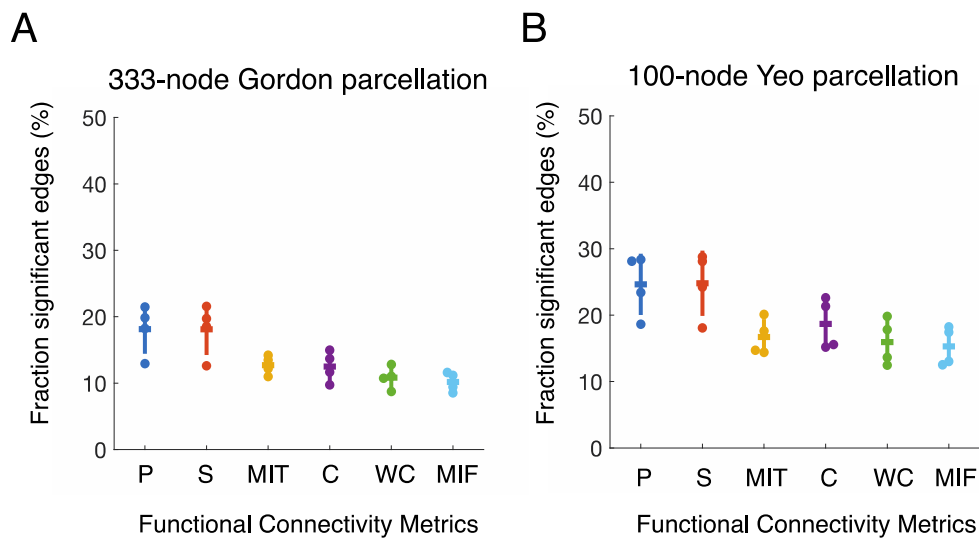 A
333-node Gordon parcellation
Fraction significant edges (%)
50
40
30
20
10
0
P S MIT C WC MIF
Functional Connectivity Metrics
B
100-node Yeo parcellation
Fraction significant edges (%)
50
40
30
20
10
0
P S MIT C WC MIF
Functional Connectivity Metrics